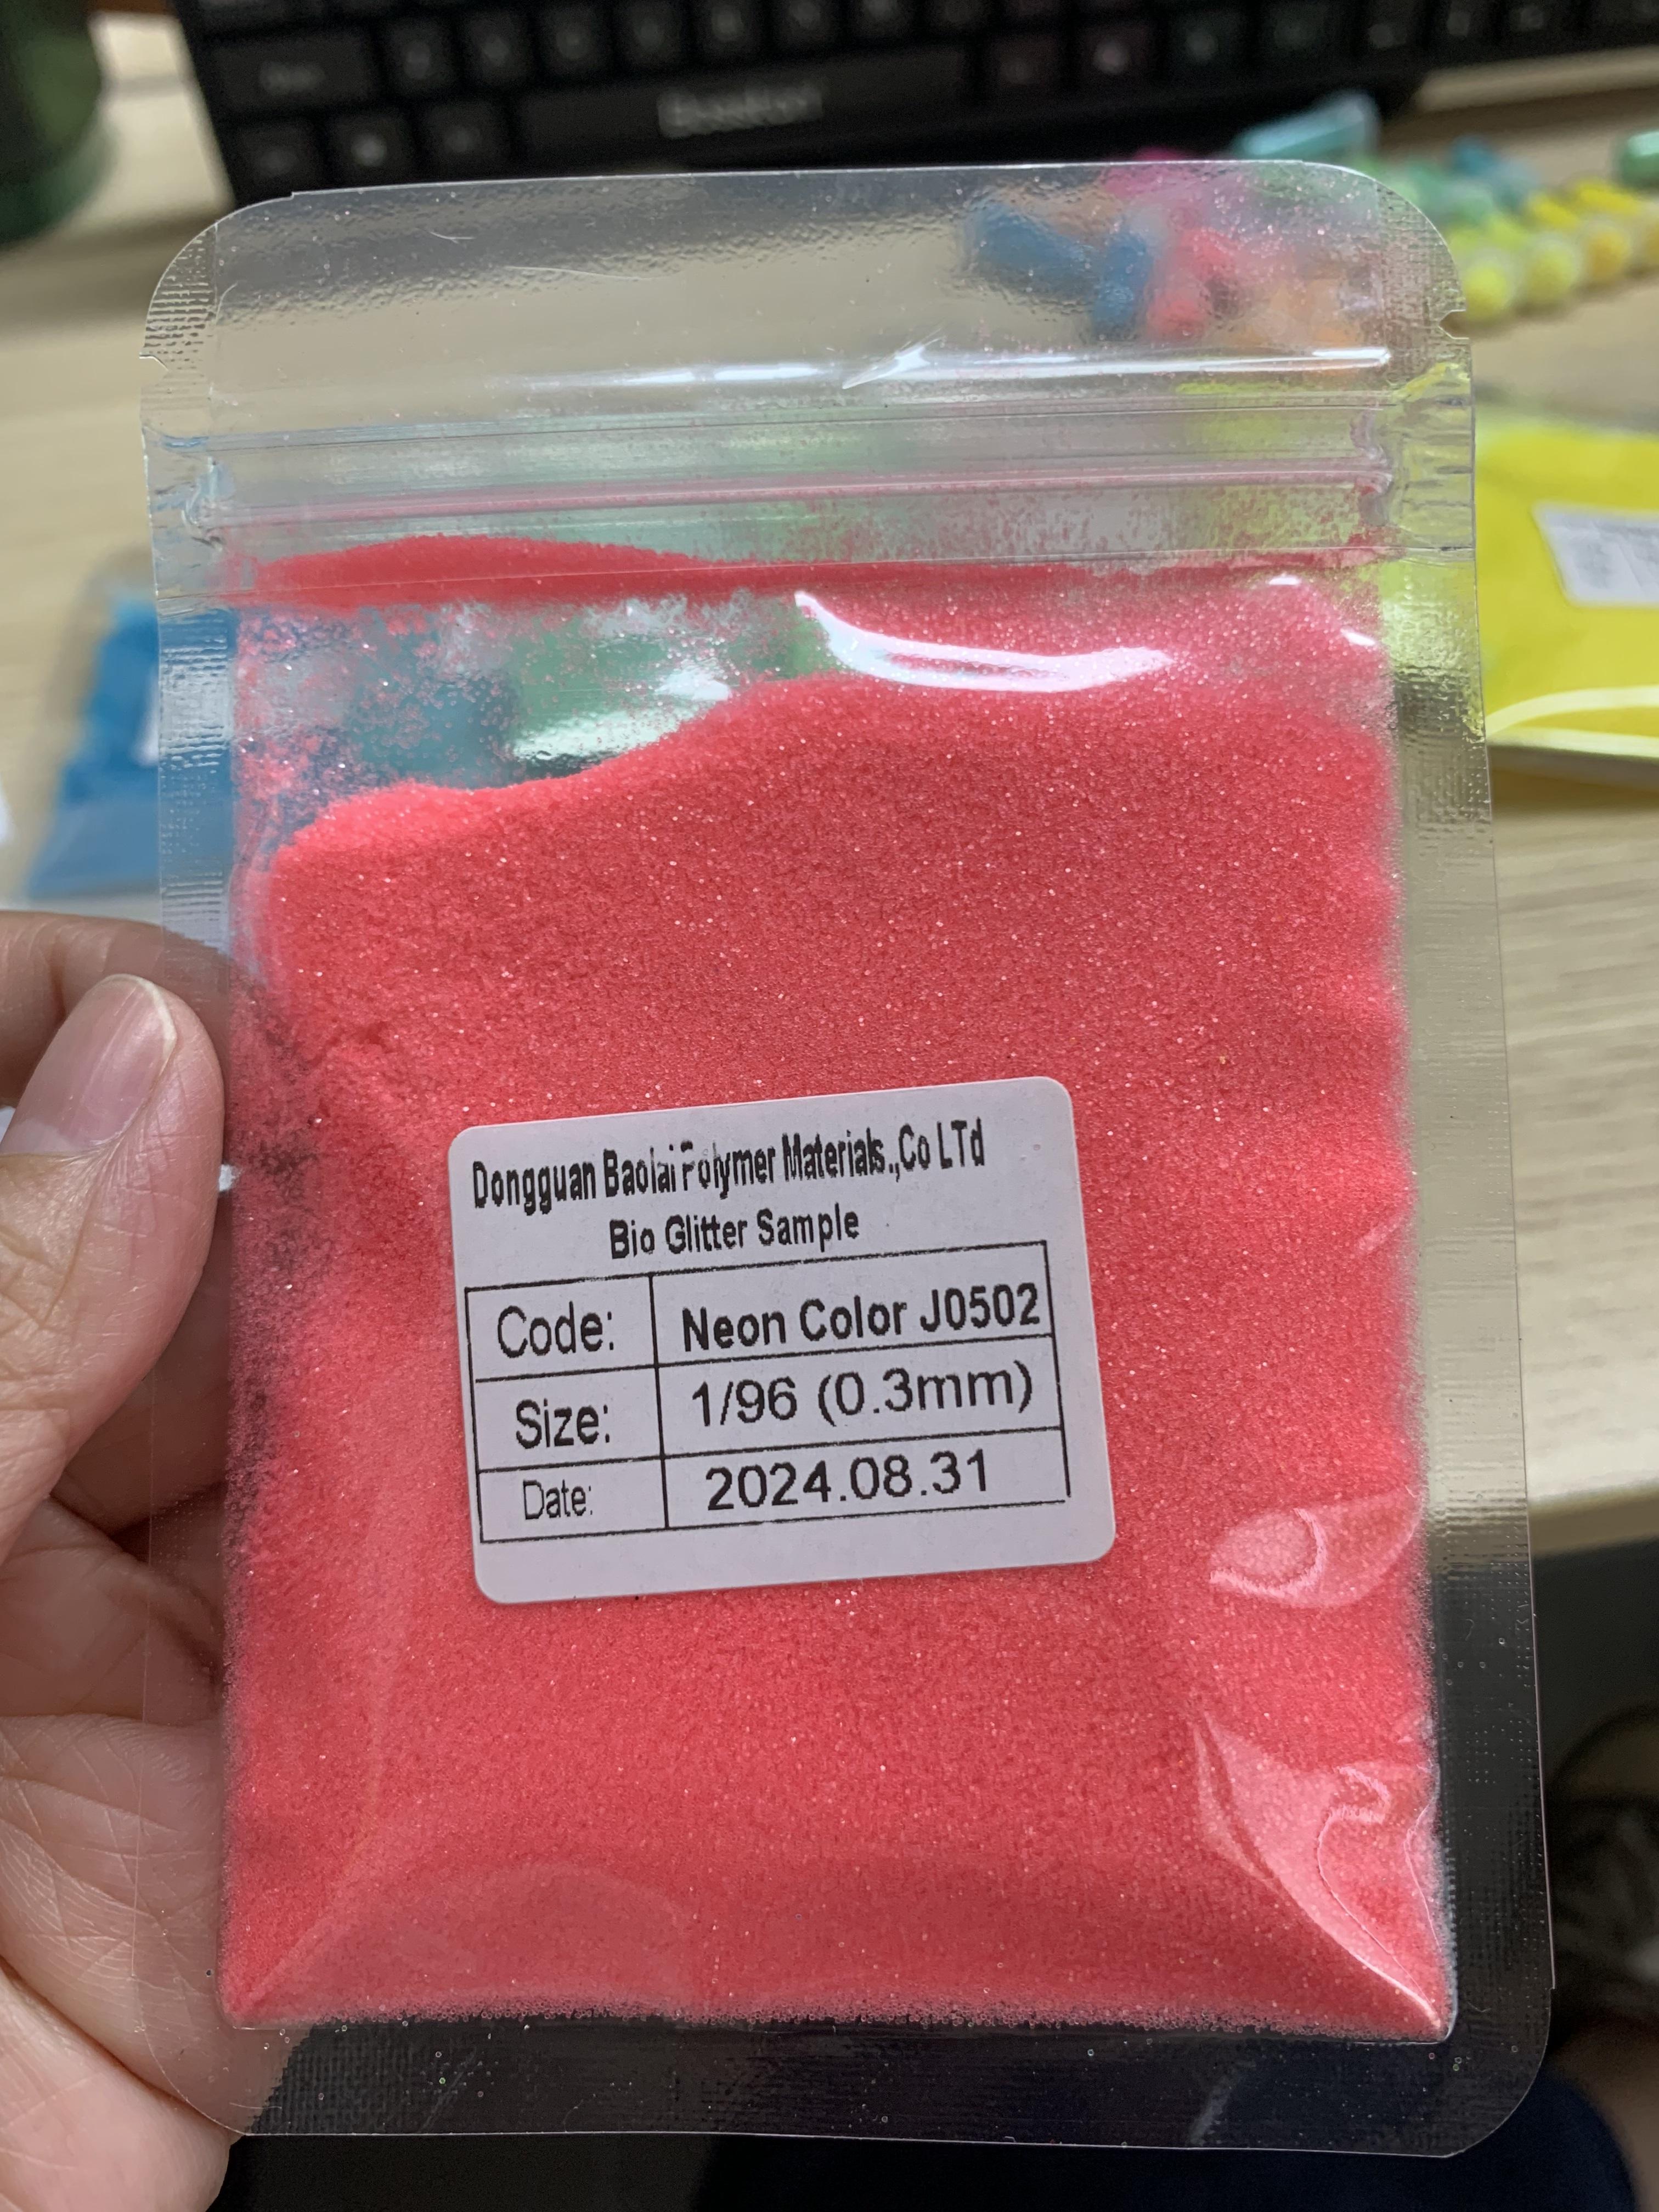 Dongguan Baolai Polymer Materials.,Co LTd
Bio Glitter Sample
Code: Neon Color J0502
Size: 1/96 (0.3mm)
Date: 2024.08.31